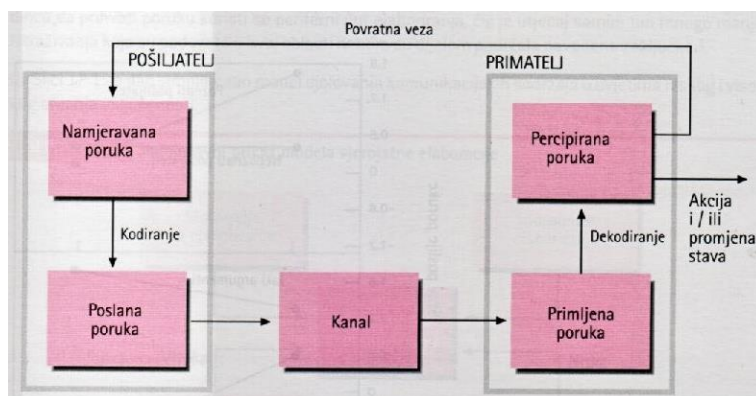 Povratna veza
POŠILJATELJ
PRIMATELJ
Namjeravana
poruka
Percipirana
poruka
Kodiranje
Dekodiranje
Akcija
i / ili
promjena
stava
Poslana
poruka
Kanal
Primljena
poruka